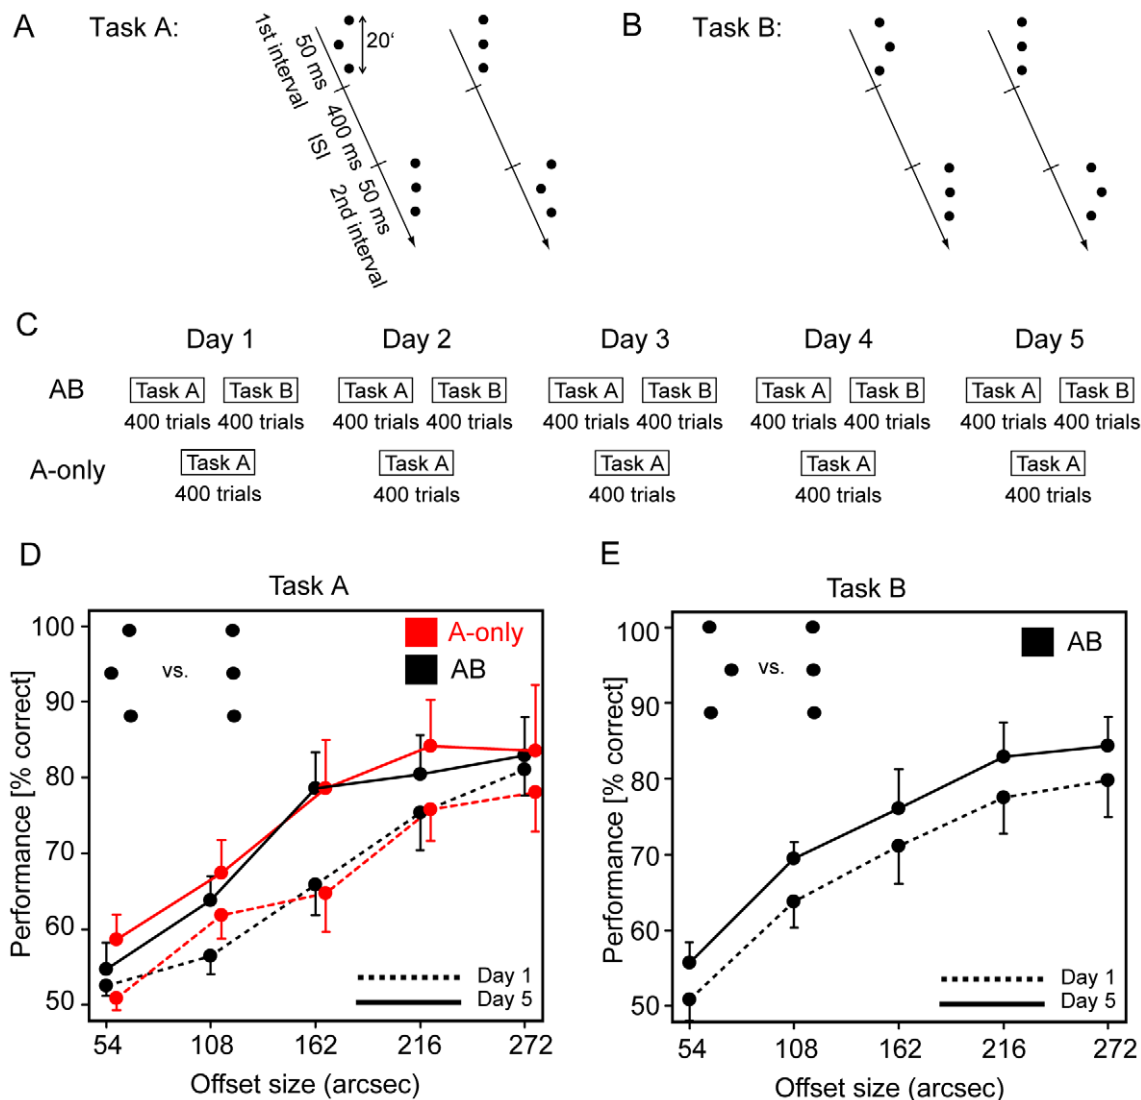 A
Task A:
20‘
1st interval
50 ms
400 ms
ISI
50 ms
2nd interval
B
Task B:
C
Day 1 Day 2 Day 3 Day 4 Day 5
AB
Task A Task B Task A Task B Task A Task B Task A Task B Task A Task B
400 trials 400 trials 400 trials 400 trials 400 trials 400 trials 400 trials 400 trials 400 trials 400 trials
A-only
Task A Task A Task A Task A Task A
400 trials 400 trials 400 trials 400 trials 400 trials
D
Task A
Performance [% correct]
100
90
80
70
60
50
vs.
A-only
AB
Day 1
Day 5
54 108 162 216 272
Offset size (arcsec)
E
Task B
Performance [% correct]
100
90
80
70
60
50
vs.
AB
Day 1
Day 5
54 108 162 216 272
Offset size (arcsec)